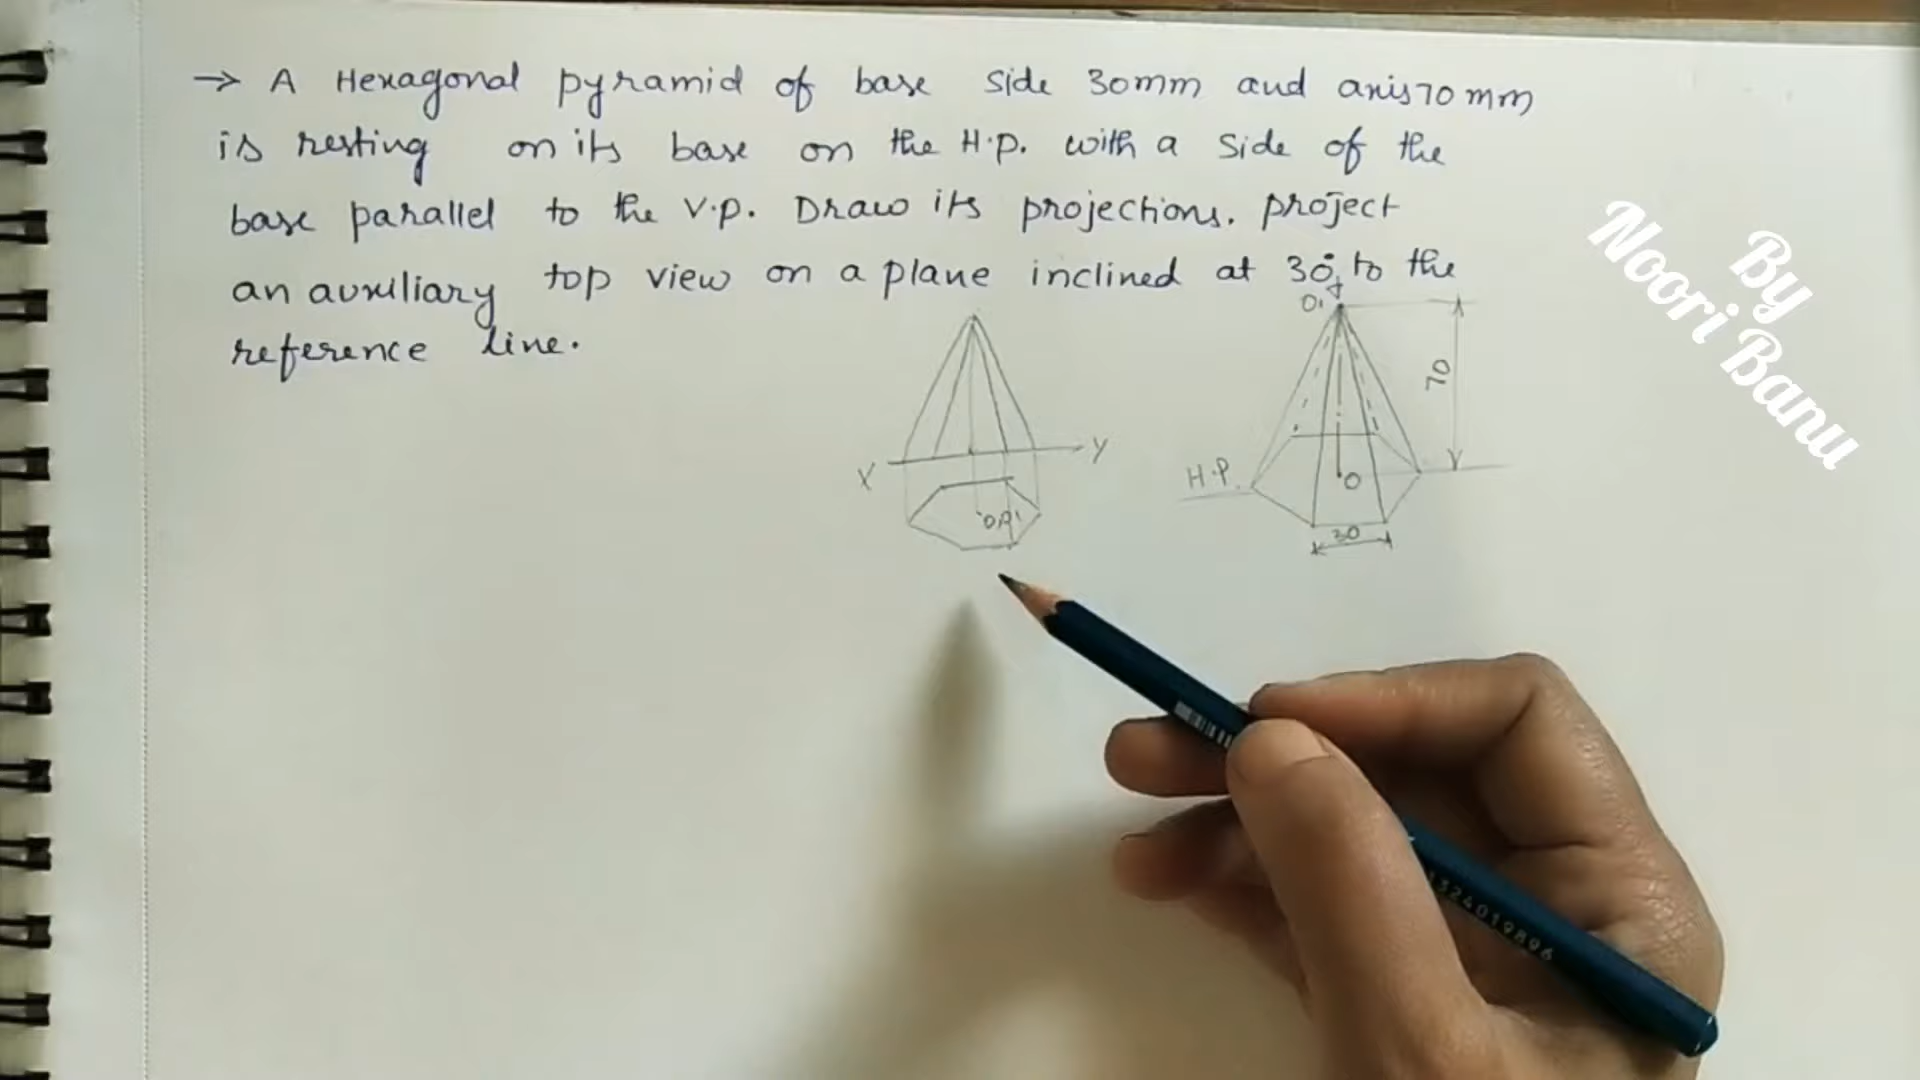 → A Hexagonal pyramid of base side 30mm and axis 70 mm
is resting on its base on the H.P. with a side of the
base parallel to the V.P. Draw its projections. project
an auxiliary top view on a plane inclined at 30° to the
reference line.
By
Noori Banu
O1
70
X
Y
H.P.
O
30
1324019896